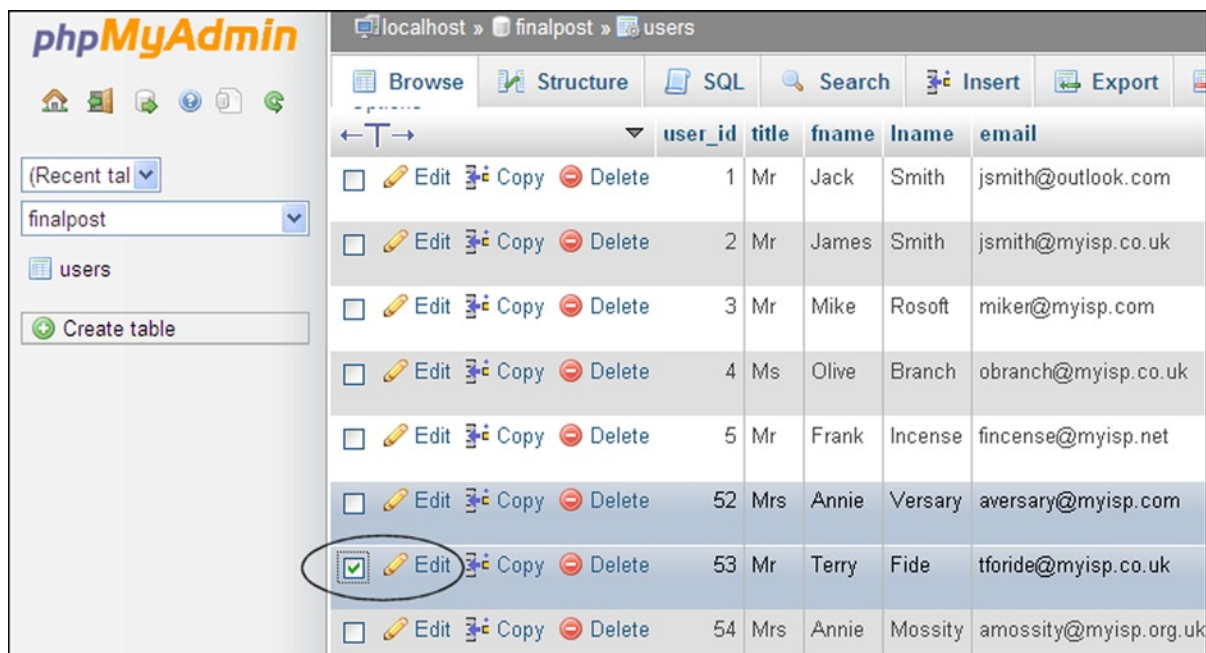 phpMyAdmin
localhost » finalpost » users
Browse Structure SQL Search Insert Export
(Recent tal
finalpost
users
Create table
←T→ user_id title fname lname email
Edit Copy Delete 1 Mr Jack Smith jsmith@outlook.com
Edit Copy Delete 2 Mr James Smith jsmith@myisp.co.uk
Edit Copy Delete 3 Mr Mike Rosoft miker@myisp.com
Edit Copy Delete 4 Ms Olive Branch obranch@myisp.co.uk
Edit Copy Delete 5 Mr Frank Incense fincense@myisp.net
Edit Copy Delete 52 Mrs Annie Versary aversary@myisp.com
Edit Copy Delete 53 Mr Terry Fide tforide@myisp.co.uk
Edit Copy Delete 54 Mrs Annie Mossity amossity@myisp.org.uk